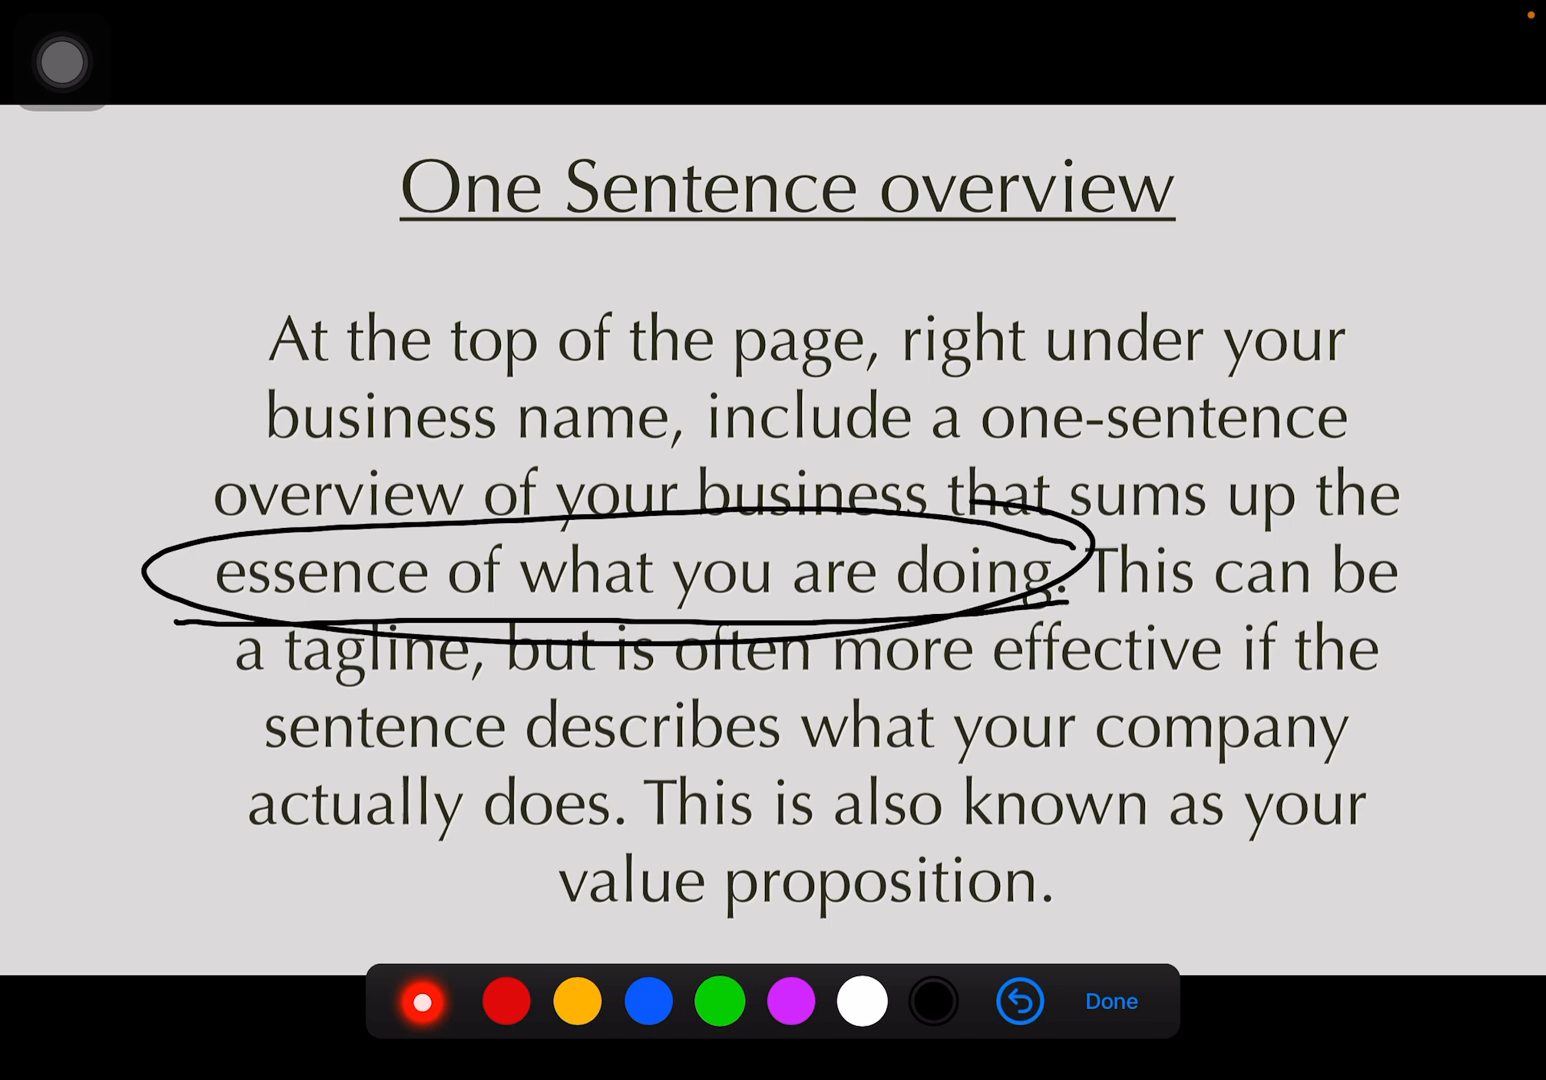 One Sentence overview
At the top of the page, right under your
business name, include a one-sentence
overview of your business that sums up the
essence of what you are doing. This can be
a tagline, but is often more effective if the
sentence describes what your company
actually does. This is also known as your
value proposition.
Done